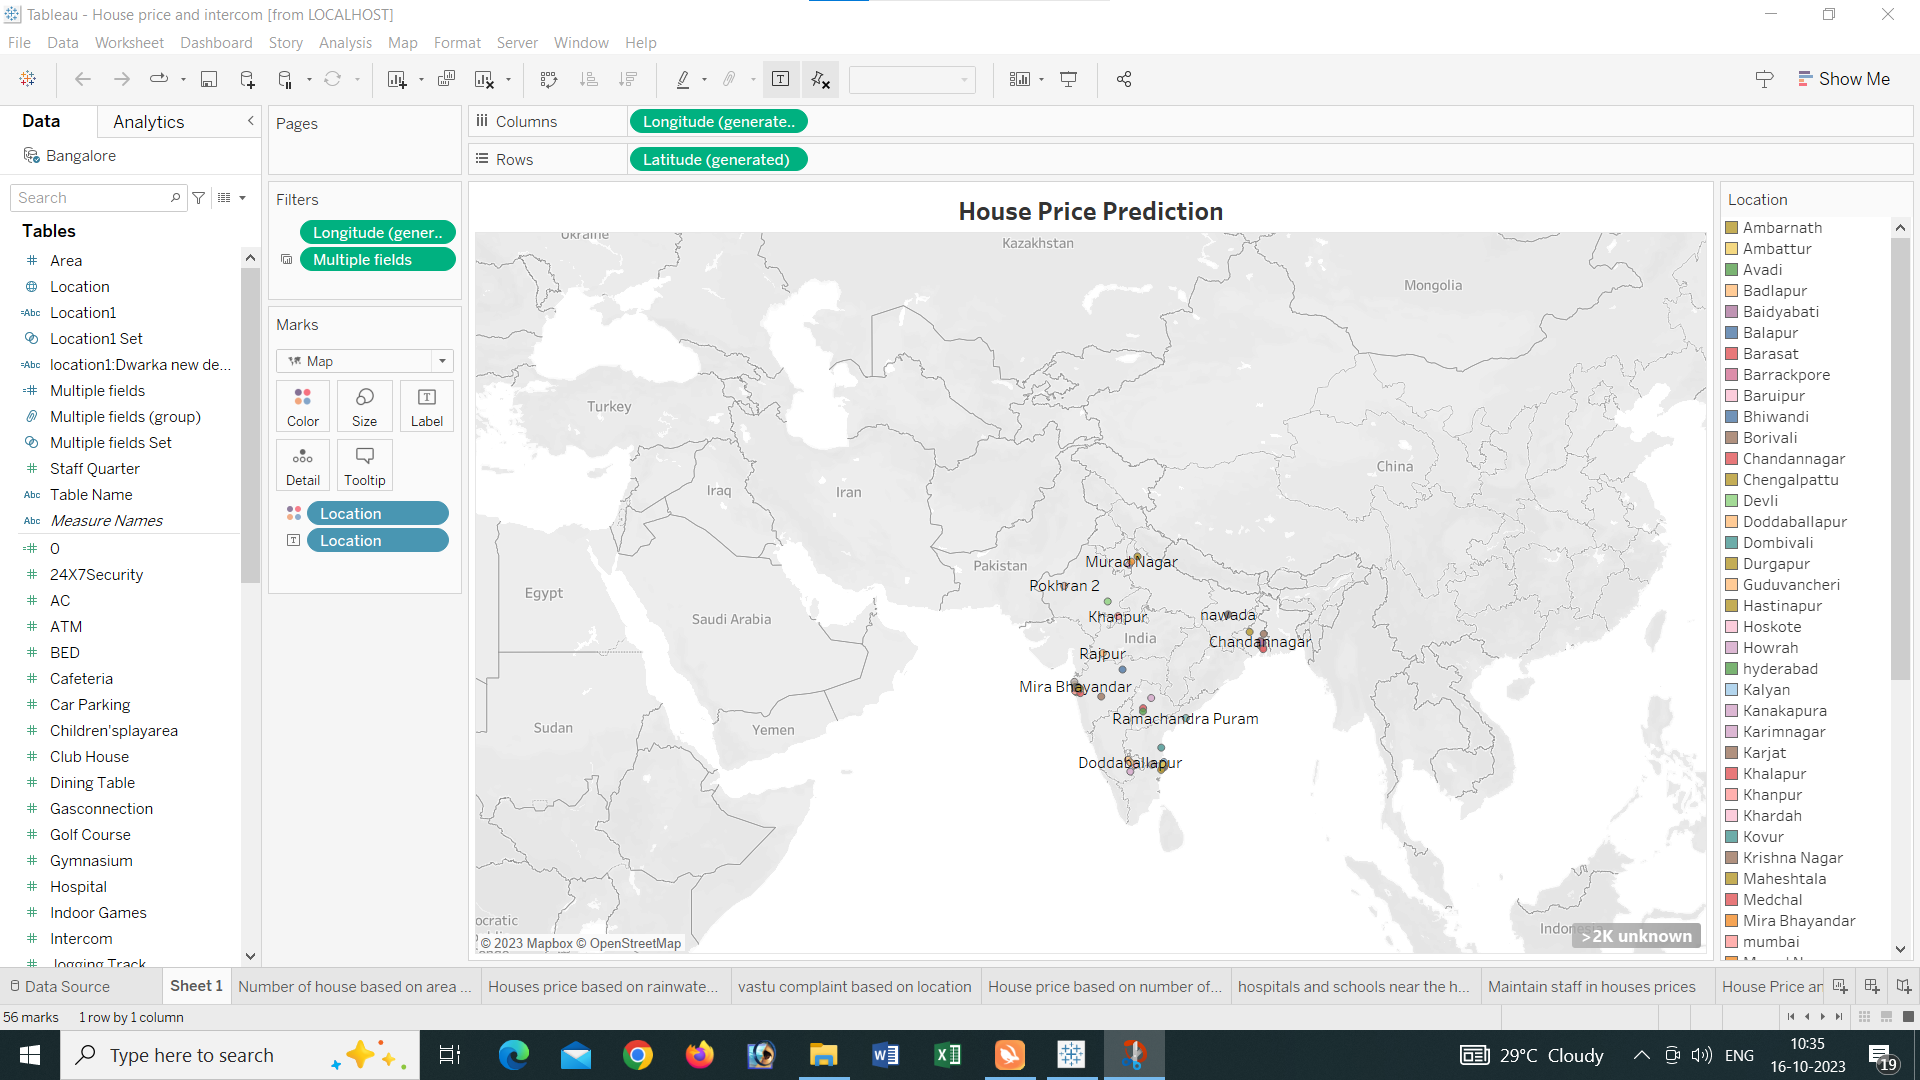 Tableau - House price and intercom [from LOCALHOST]
File Data Worksheet Dashboard Story Analysis Map Format Server Window Help
Show Me
Data Analytics
Bangalore
Search
Tables
Area
Location
Abc Location1
Location1 Set
Abc location1:Dwarka new de...
Multiple fields
Multiple fields (group)
Multiple fields Set
Staff Quarter
Abc Table Name
Abc Measure Names
0
24X7Security
AC
ATM
BED
Cafeteria
Car Parking
Children'splayarea
Club House
Dining Table
Gasconnection
Golf Course
Gymnasium
Hospital
Indoor Games
Intercom
Jogging Track
Pages
Filters
Longitude (gener..
Multiple fields
Marks
Map
Color Size Label
Detail Tooltip
Location
Location
Columns Longitude (generate..
Rows Latitude (generated)
House Price Prediction
Ukraine
Kazakhstan
Mongolia
Turkey
China
Iraq
Iran
Pakistan
Murad Nagar
Pokhran 2
Egypt
Saudi Arabia
Khanpur
nawada
India
Chandannagar
Rajpur
Mira Bhayandar
Ramachandra Puram
Sudan
Yemen
Doddaballapur
ocratic
Indones
>2K unknown
© 2023 Mapbox © OpenStreetMap
Location
Ambarnath
Ambattur
Avadi
Badlapur
Baidyabati
Balapur
Barasat
Barrackpore
Baruipur
Bhiwandi
Borivali
Chandannagar
Chengalpattu
Devli
Doddaballapur
Dombivali
Durgapur
Guduvancheri
Hastinapur
Hoskote
Howrah
hyderabad
Kalyan
Kanakapura
Karimnagar
Karjat
Khalapur
Khanpur
Khardah
Kovur
Krishna Nagar
Maheshtala
Medchal
Mira Bhayandar
mumbai
Data Source Sheet 1 Number of house based on area ... Houses price based on rainwate... vastu complaint based on location House price based on number of... hospitals and schools near the h... Maintain staff in houses prices House Price an
56 marks 1 row by 1 column
Type here to search
29°C Cloudy
ENG
10:35
16-10-2023
19